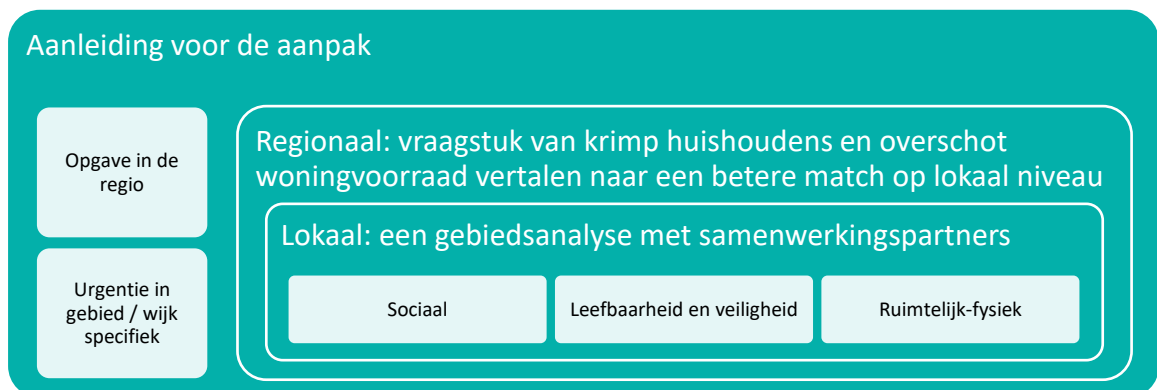 Aanleiding voor de aanpak
Opgave in de
regio
Urgentie in
gebied / wijk
specifiek
Regionaal: vraagstuk van krimp huishoudens en overschot
woningvoorraad vertalen naar een betere match op lokaal niveau
Lokaal: een gebiedsanalyse met samenwerkingspartners
Sociaal
Leefbaarheid en veiligheid
Ruimtelijk-fysiek